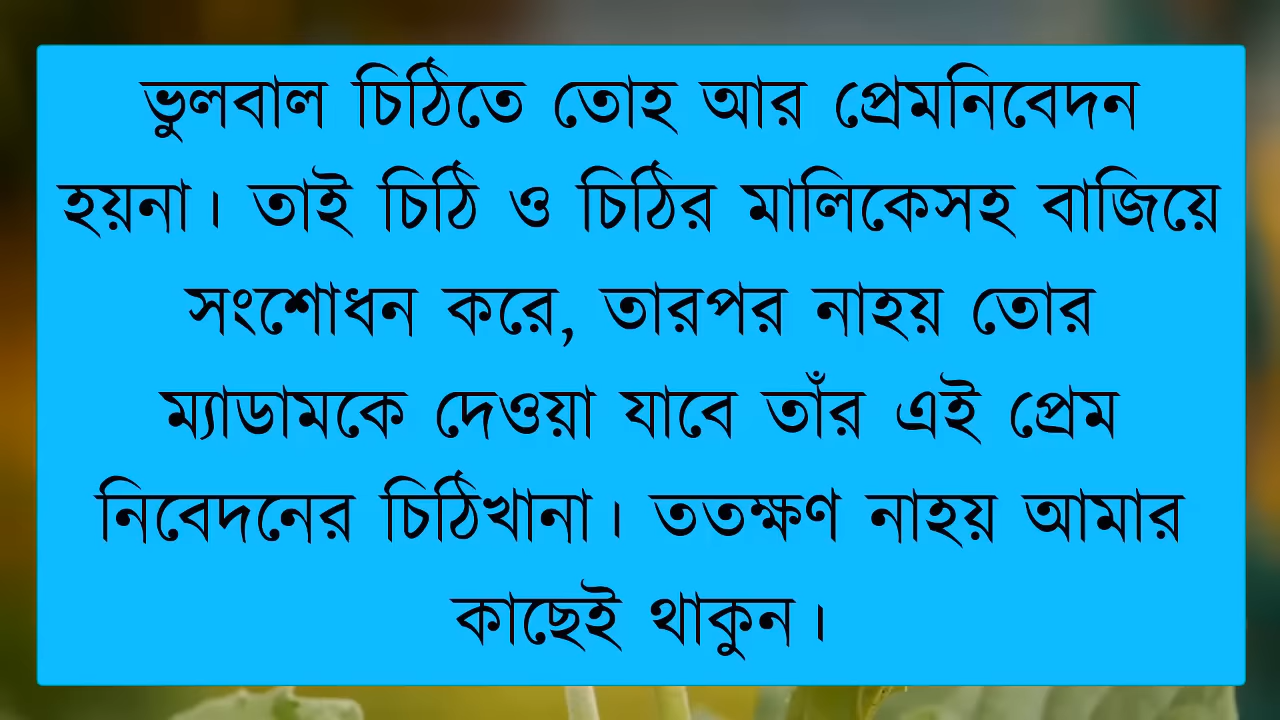 ভুলবাল চিঠিতে তোহ আর প্রেমনিবেদন
হয়না। তাই চিঠি ও চিঠির মালিকেসহ বাজিয়ে
সংশোধন করে, তারপর নাহয় তোর
ম্যাডামকে দেওয়া যাবে তাঁর এই প্রেম
নিবেদনের চিঠিখানা। ততক্ষণ নাহয় আমার
কাছেই থাকুন।